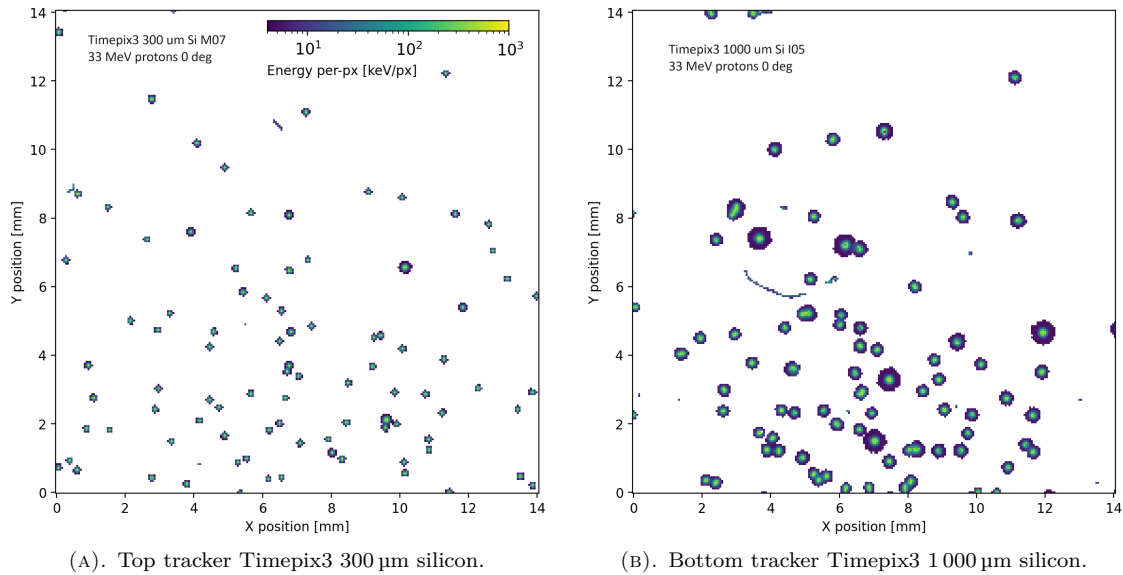 Timepix3 300 um Si M07
33 MeV protons 0 deg
10¹ 10² 10³
Energy per-px [keV/px]
14
12
10
8
6
4
2
0
Y position [mm]
0 2 4 6 8 10 12 14
X position [mm]
(A). Top tracker Timepix3 300 µm silicon.
Timepix3 1000 um Si I05
33 MeV protons 0 deg
14
12
10
8
6
4
2
0
Y position [mm]
0 2 4 6 8 10 12 14
X position [mm]
(B). Bottom tracker Timepix3 1 000 µm silicon.